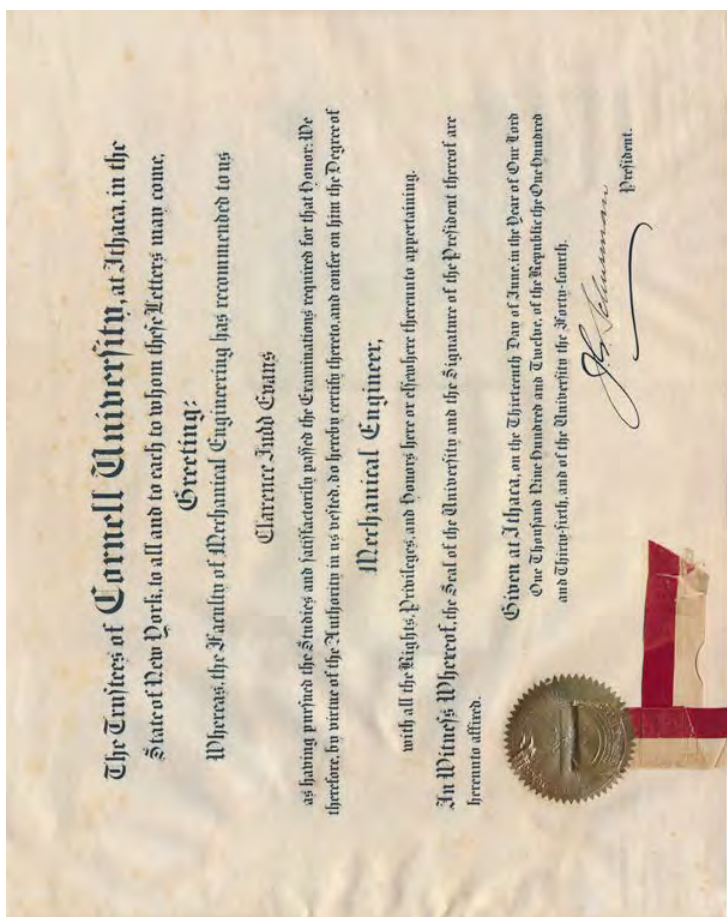 The Trustees of Cornell University, at Ithaca, in the
State of New York, to all and to each to whom these Letters may come,
Greeting:
Whereas, the Faculty of Mechanical Engineering has recommended to us
Clarence Judd Evans
as having pursued the Studies and satisfactorily passed the Examinations required for that Honor: We
therefore, by virtue of the Authority in us vested, do hereby certify thereto, and confer on him the Degree of
Mechanical Engineer,
with all the Rights, Privileges, and Honors here or elsewhere thereunto appertaining.
In Witness Whereof, the Seal of the University and the Signature of the President thereof are
hereunto affixed.
Given at Ithaca, on the Thirteenth Day of June, in the Year of Our Lord
One Thousand Nine Hundred and Twelve, of the Republic the One Hundred
and Thirty-sixth, and of the University the Forty-fourth.
J. G. Schurman
President.